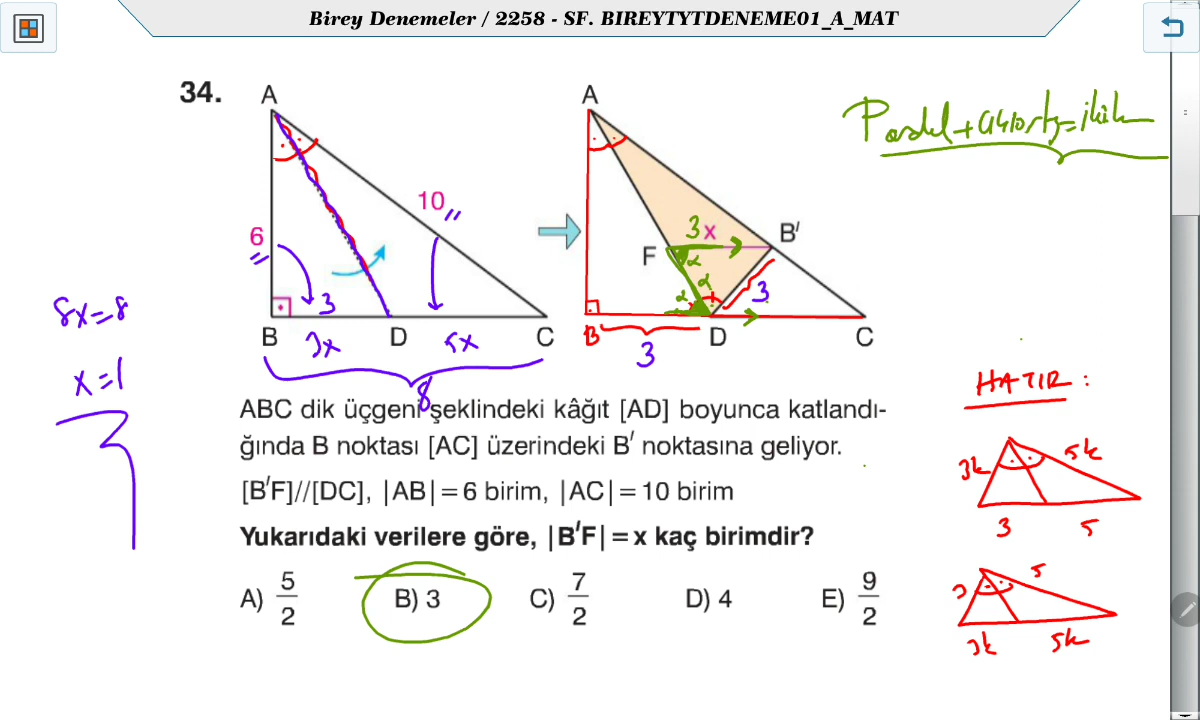 Birey Denemeler / 2258 - SF. BIREYTYTDENEME01_A_MAT
34.
A
6
10
3
B
D
C
3x
5x
8
8x=8
x=1
A
F
3
x
B'
α
α
α
3
B
D
C
3
Paralel+açıortay=ikizk
HATIR :
3k
5k
3
5
3
5
3k
5k
ABC dik üçgeni şeklindeki kâğıt [AD] boyunca katlandı-
ğında B noktası [AC] üzerindeki B' noktasına geliyor.
[B'F]//[DC], |AB|=6 birim, |AC|=10 birim
Yukarıdaki verilere göre, |B'F|=x kaç birimdir?
A) 5/2 B) 3 C) 7/2 D) 4 E) 9/2